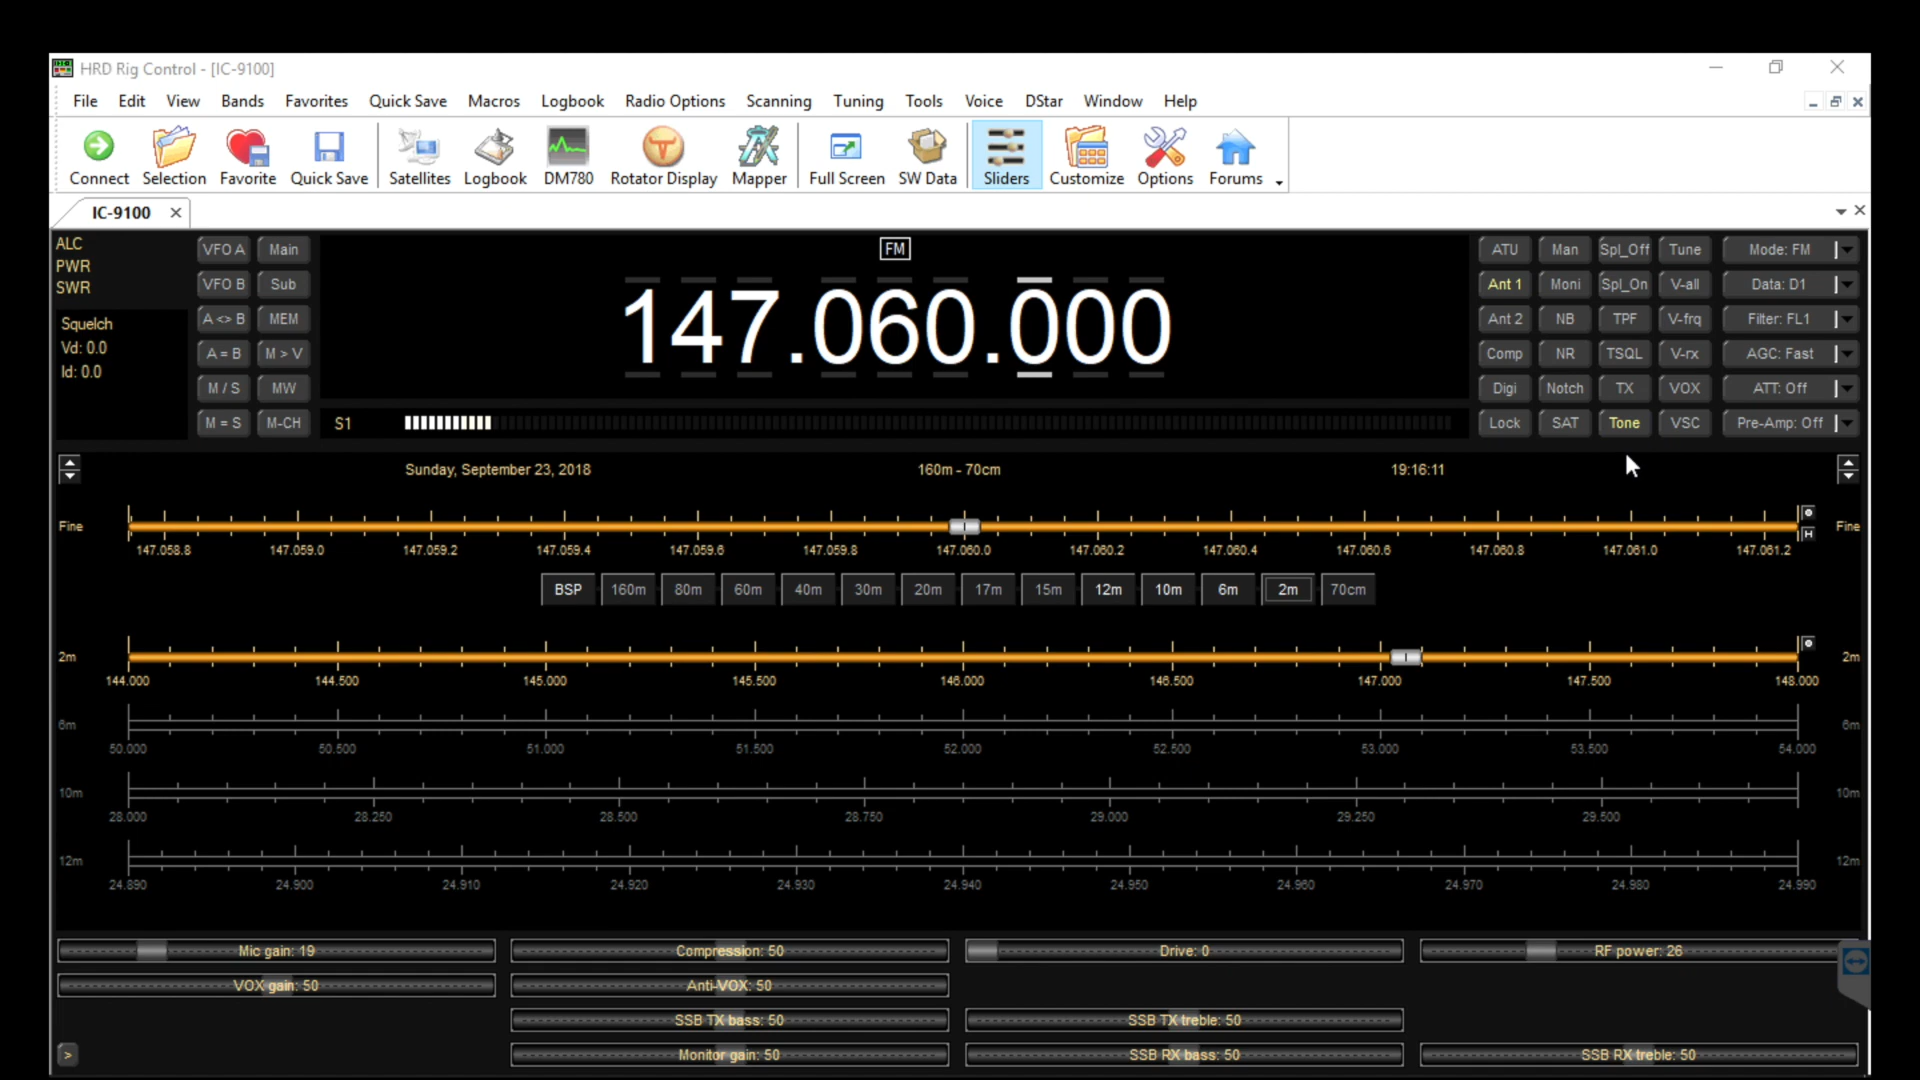 HRD Rig Control - [IC-9100]
File Edit View Bands Favorites Quick Save Macros Logbook Radio Options Scanning Tuning Tools Voice DStar Window Help
Connect Selection Favorite Quick Save Satellites Logbook DM780 Rotator Display Mapper Full Screen SW Data Sliders Customize Options Forums
IC-9100
ALC
PWR
SWR
Squelch
Vd: 0.0
Id: 0.0
VFO A Main
VFO B Sub
A <> B MEM
A = B M > V
M / S MW
M = S M-CH
FM
147.060.000
S1
ATU Man Spl_Off Tune Mode: FM
Ant 1 Moni Spl_On V-all Data: D1
Ant 2 NB TPF V-frq Filter: FL1
Comp NR TSQL V-rx AGC: Fast
Digi Notch TX VOX ATT: Off
Lock SAT Tone VSC Pre-Amp: Off
Sunday, September 23, 2018 160m - 70cm 19:16:11
Fine Fine
H
147.058.8 147.059.0 147.059.2 147.059.4 147.059.6 147.059.8 147.060.0 147.060.2 147.060.4 147.060.6 147.060.8 147.061.0 147.061.2
BSP 160m 80m 60m 40m 30m 20m 17m 15m 12m 10m 6m 2m 70cm
2m 2m
144.000 144.500 145.000 145.500 146.000 146.500 147.000 147.500 148.000
6m 6m
50.000 50.500 51.000 51.500 52.000 52.500 53.000 53.500 54.000
10m 10m
28.000 28.250 28.500 28.750 29.000 29.250 29.500
12m 12m
24.890 24.900 24.910 24.920 24.930 24.940 24.950 24.960 24.970 24.980 24.990
Mic gain: 19 Compression: 50 Drive: 0 RF power: 26
VOX gain: 50 Anti-VOX: 50
SSB TX bass: 50 SSB TX treble: 50
> Monitor gain: 50 SSB RX bass: 50 SSB RX treble: 50